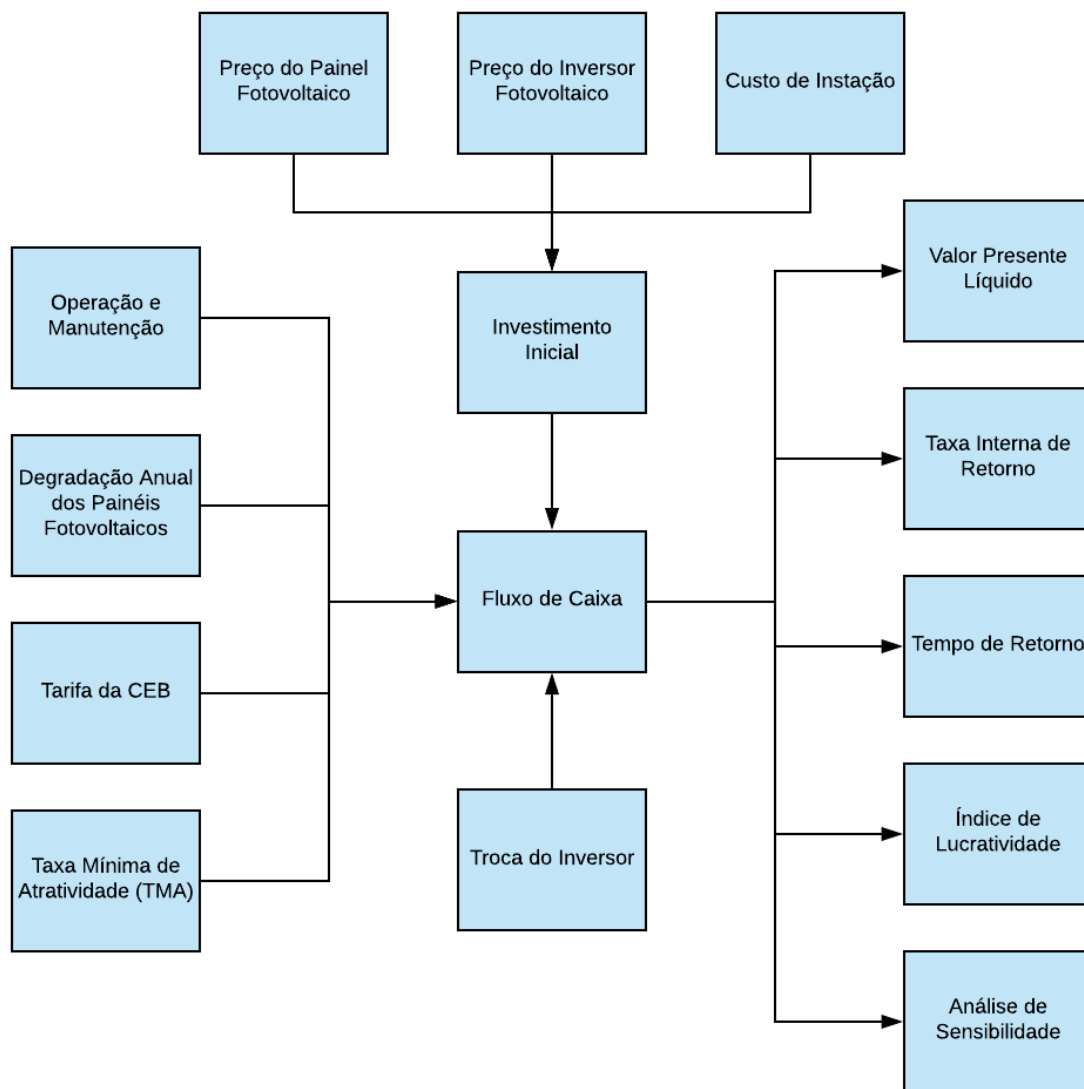 Preço do Painel
Fotovoltaico
Preço do Inversor
Fotovoltaico
Custo de Instação
Operação e
Manutenção
Degradação Anual
dos Painéis
Fotovoltaicos
Tarifa da CEB
Taxa Mínima de
Atratividade (TMA)
Investimento
Inicial
Fluxo de Caixa
Troca do Inversor
Valor Presente
Líquido
Taxa Interna de
Retorno
Tempo de Retorno
Índice de
Lucratividade
Análise de
Sensibilidade